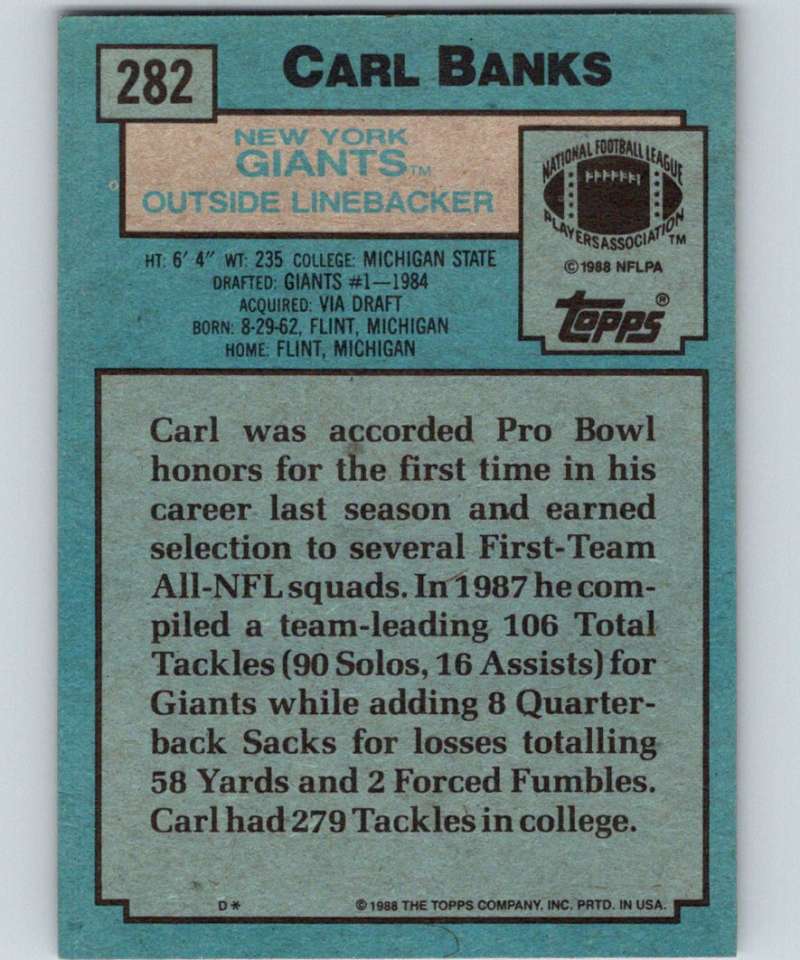 282
CARL BANKS
NEW YORK
GIANTS™
OUTSIDE LINEBACKER
NATIONAL FOOTBALL LEAGUE
PLAYERS ASSOCIATION™
©1988 NFLPA
Topps®
HT: 6' 4" WT: 235 COLLEGE: MICHIGAN STATE
DRAFTED: GIANTS #1—1984
ACQUIRED: VIA DRAFT
BORN: 8-29-62, FLINT, MICHIGAN
HOME: FLINT, MICHIGAN
Carl was accorded Pro Bowl
honors for the first time in his
career last season and earned
selection to several First-Team
All-NFL squads. In 1987 he com-
piled a team-leading 106 Total
Tackles (90 Solos, 16 Assists) for
Giants while adding 8 Quarter-
back Sacks for losses totalling
58 Yards and 2 Forced Fumbles.
Carl had 279 Tackles in college.
D* ©1988 THE TOPPS COMPANY, INC. PRTD. IN USA.